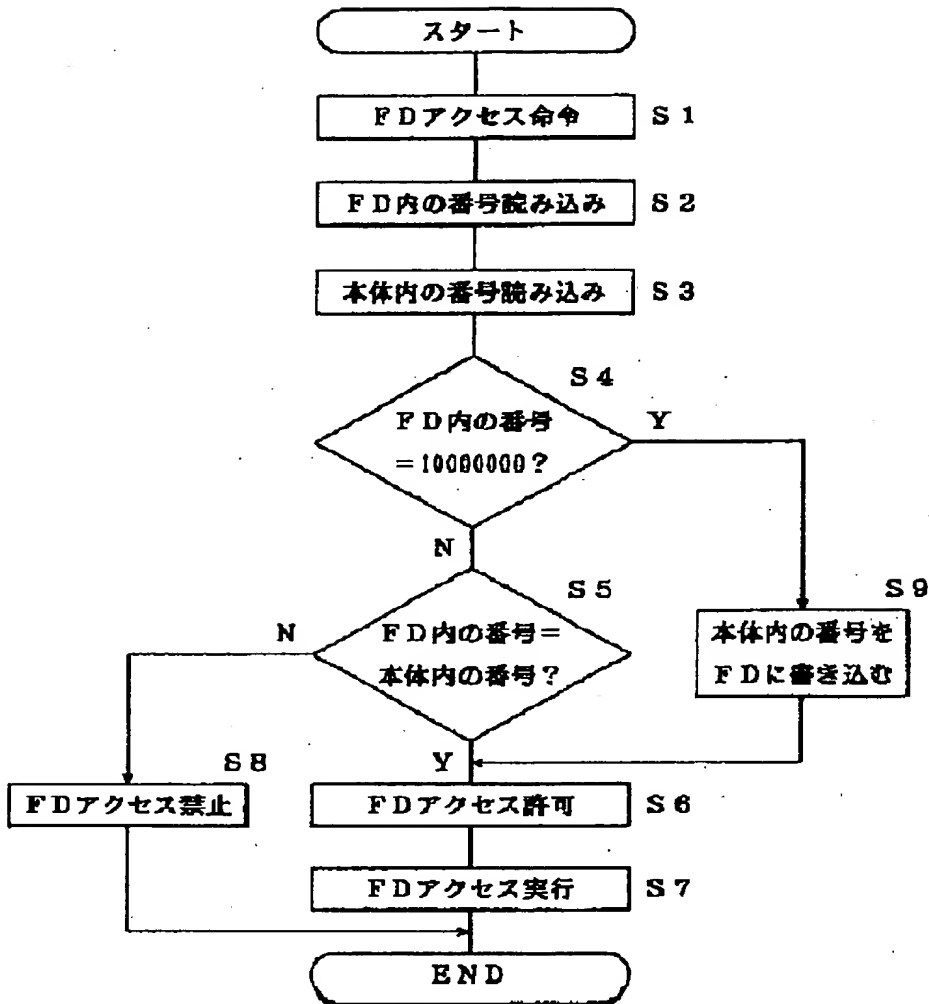 スタート
FDアクセス命令 S1
FD内の番号読み込み S2
本体内の番号読み込み S3
S4
FD内の番号
=10000000?
Y
N
S5
S9
N
FD内の番号=
本体内の番号?
本体内の番号を
FDに書き込む
Y
S8
FDアクセス禁止
FDアクセス許可 S6
FDアクセス実行 S7
END